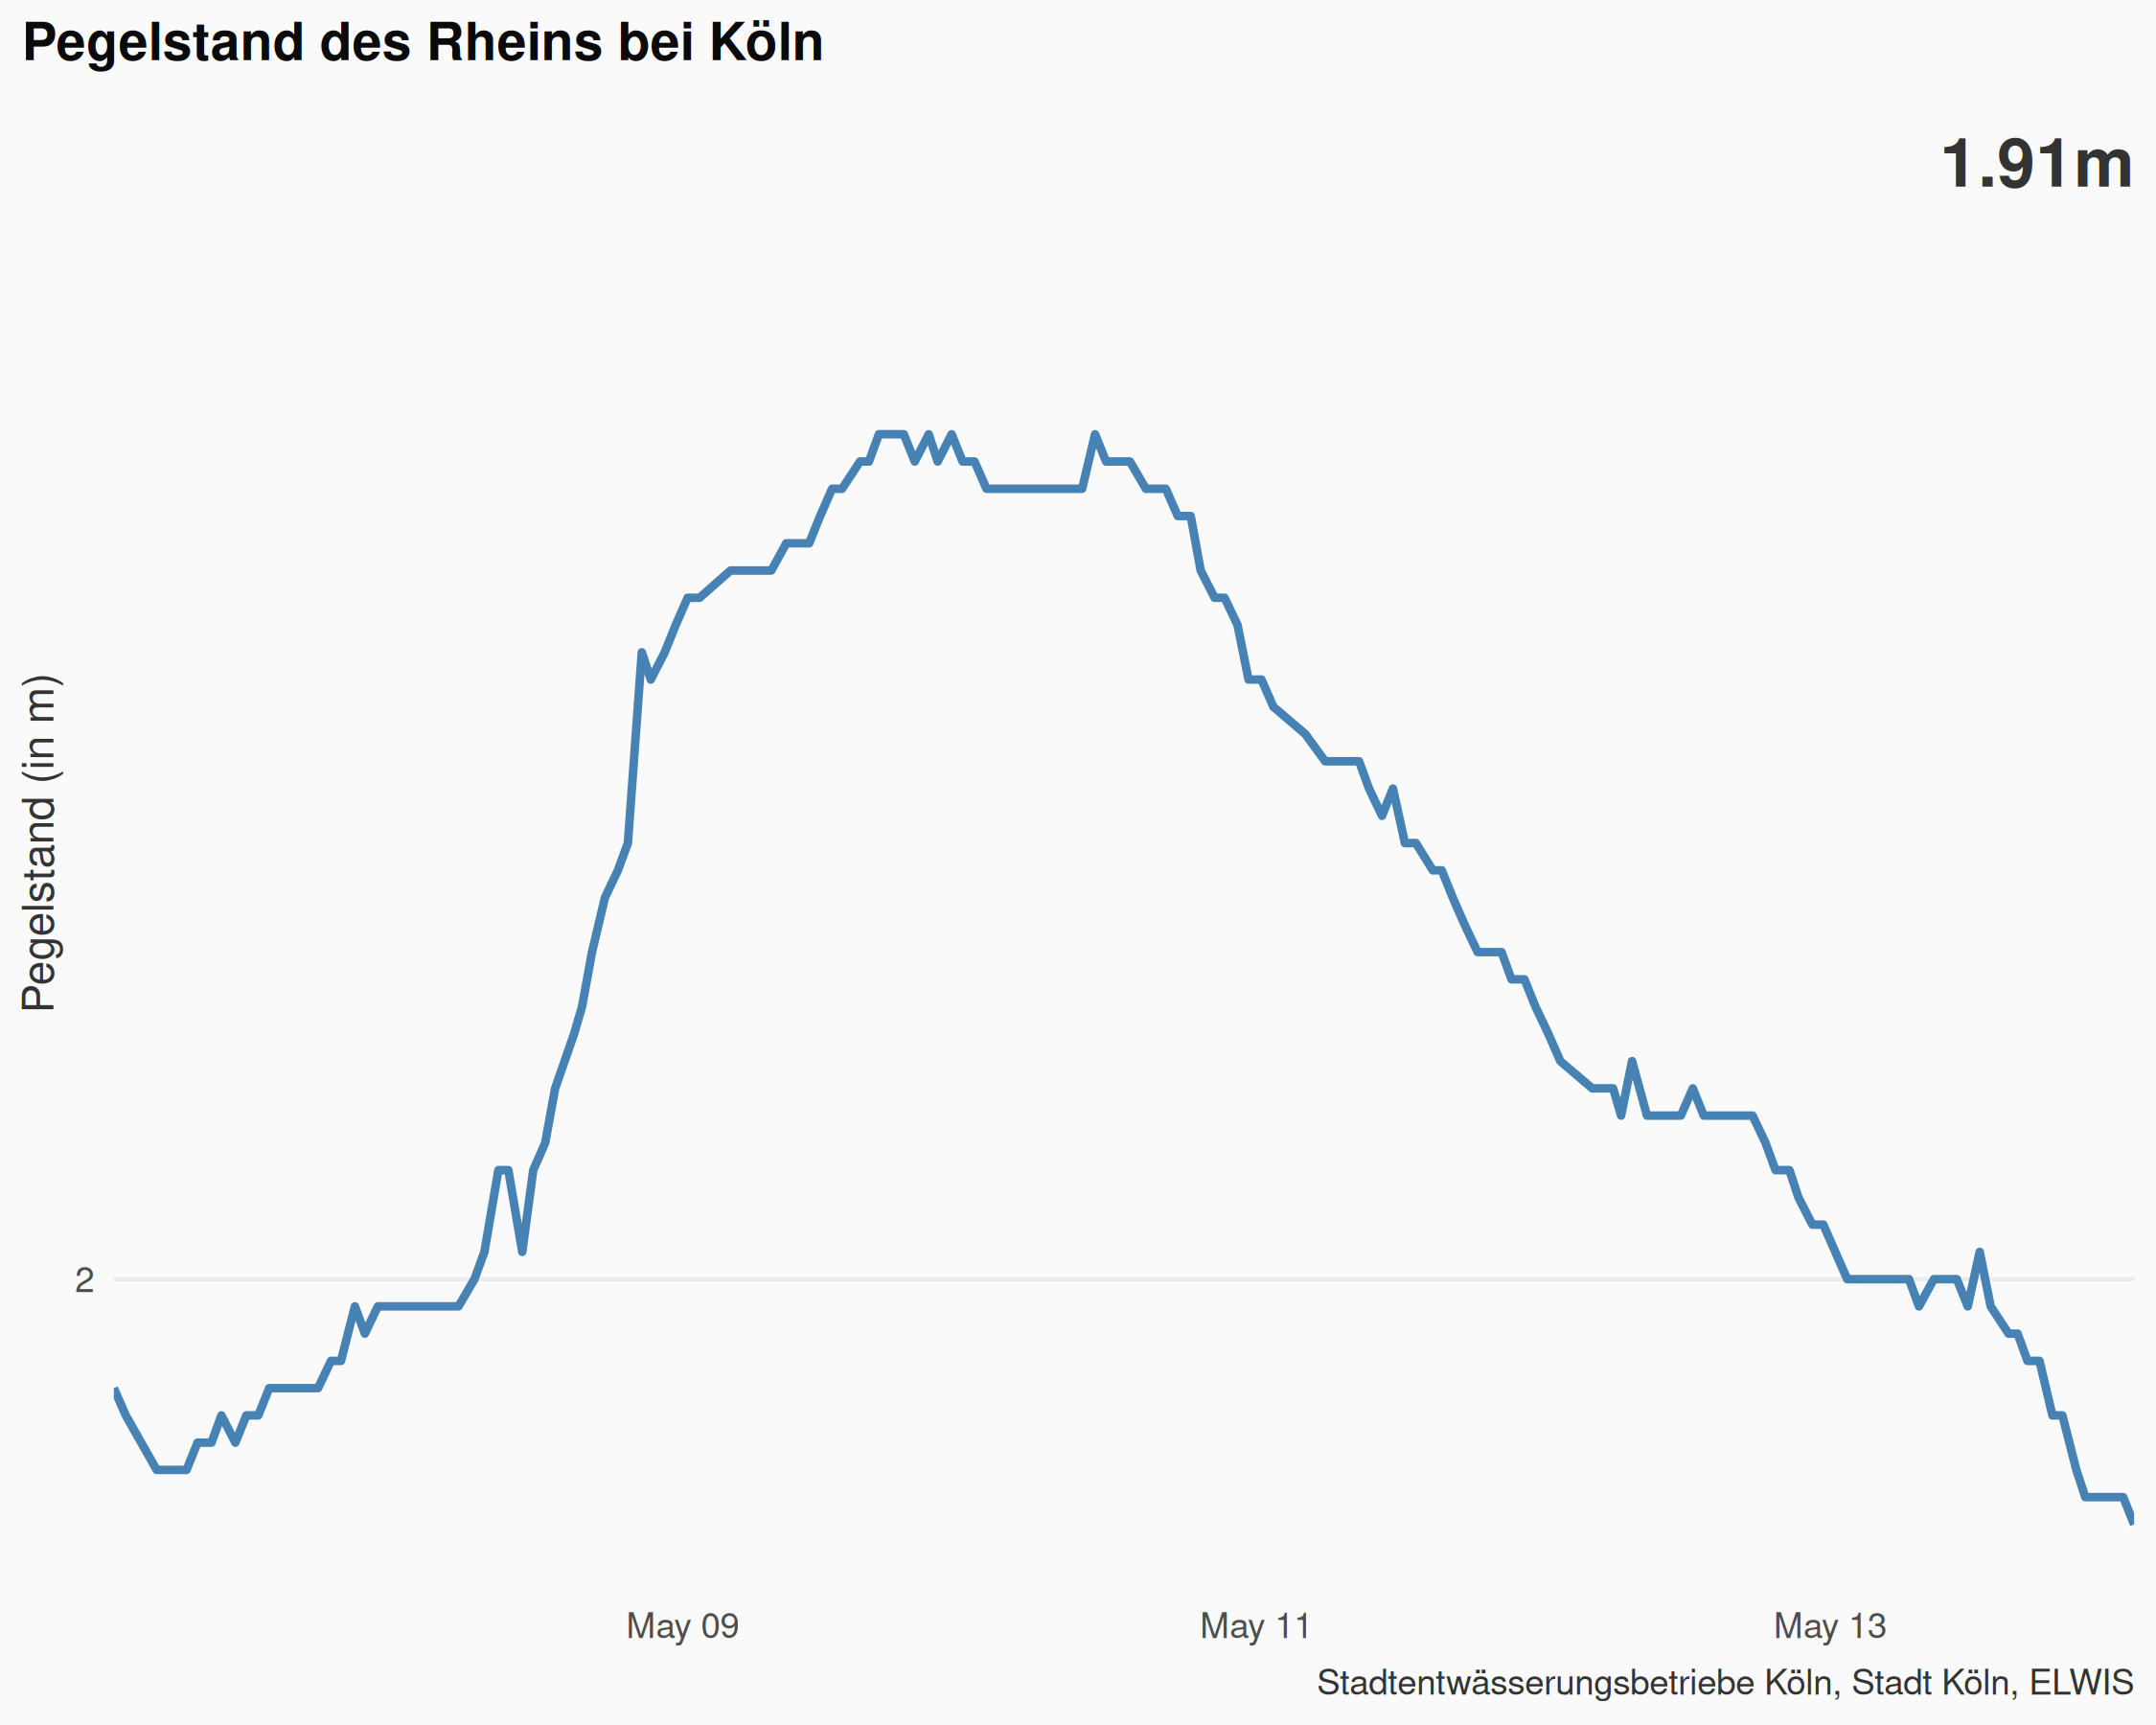 Pegelstand des Rheins bei Köln
1.91m
Pegelstand (in m)
2
May 09
May 11
May 13
Stadtentwässerungsbetriebe Köln, Stadt Köln, ELWIS